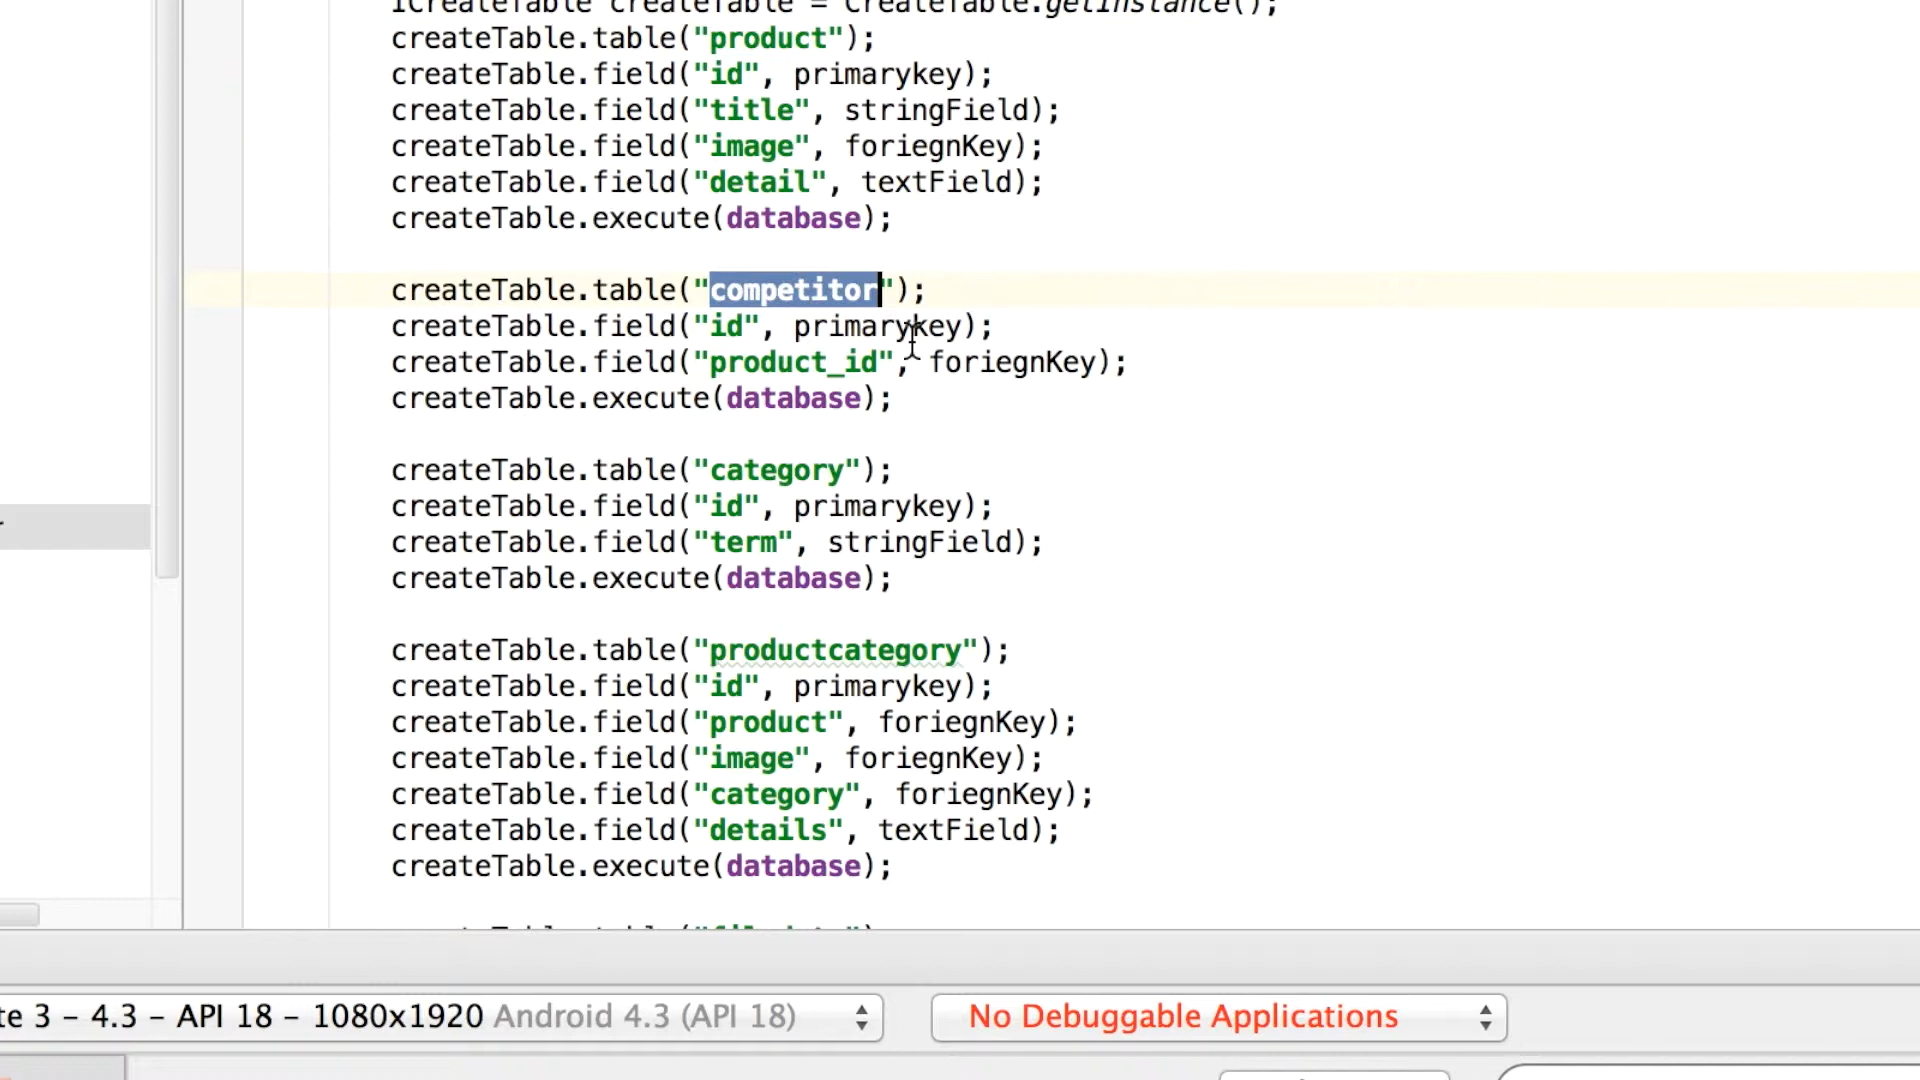 ICreateTable createTable = CreateTable.getInstance();
createTable.table("product");
createTable.field("id", primarykey);
createTable.field("title", stringField);
createTable.field("image", foriegnKey);
createTable.field("detail", textField);
createTable.execute(database);
createTable.table("competitor");
createTable.field("id", primarykey);
createTable.field("product_id", foriegnKey);
createTable.execute(database);
createTable.table("category");
createTable.field("id", primarykey);
createTable.field("term", stringField);
createTable.execute(database);
createTable.table("productcategory");
createTable.field("id", primarykey);
createTable.field("product", foriegnKey);
createTable.field("image", foriegnKey);
createTable.field("category", foriegnKey);
createTable.field("details", textField);
createTable.execute(database);
te 3 – 4.3 – API 18 – 1080x1920 Android 4.3 (API 18)
No Debuggable Applications